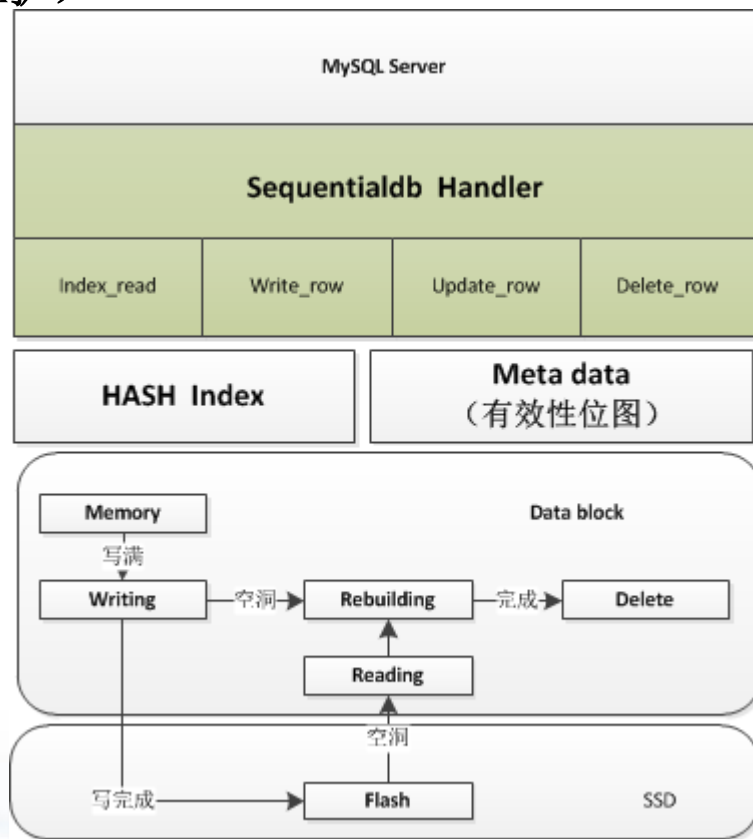 MySQL Server
Sequentialdb Handler
Index_read
Write_row
Update_row
Delete_row
HASH Index
Meta data
（有效性位图）
Memory
Data block
写满
Writing
空洞
Rebuilding
完成
Delete
Reading
空洞
写完成
Flash
SSD